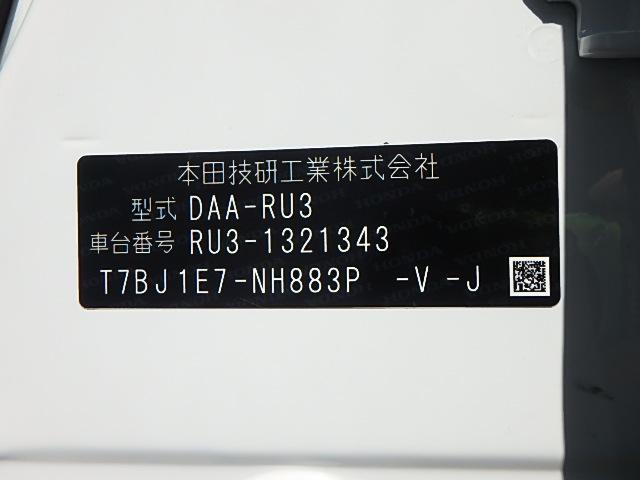 本田技研工業株式会社
型式 DAA-RU3
車台番号 RU3-1321343
T7BJ1E7-NH883P -V -J